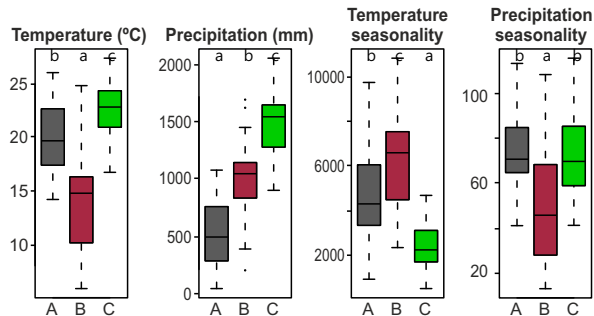 Temperature (ºC)
b a c
25
20
15
10
A B C
Precipitation (mm)
a b c
2000
1500
1000
500
0
A B C
Temperature
seasonality
b c a
10000
6000
2000
A B C
Precipitation
seasonality
b a b
100
60
20
A B C